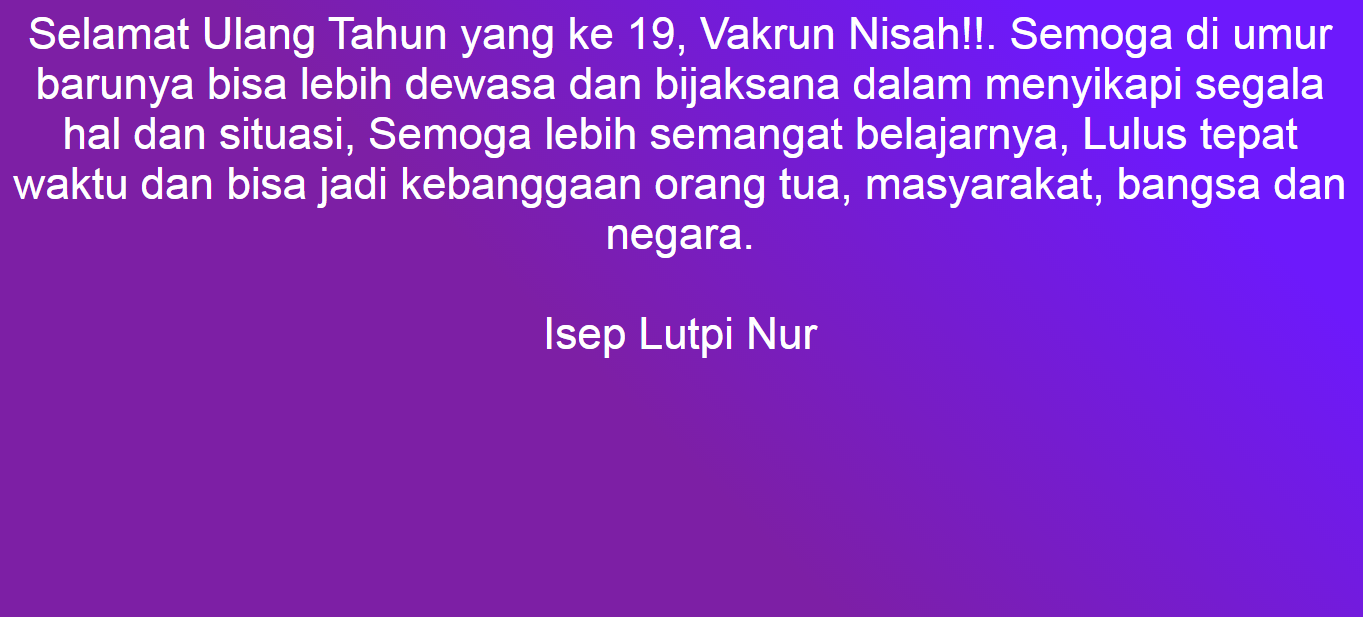 Selamat Ulang Tahun yang ke 19, Vakrun Nisah!!. Semoga di umur
barunya bisa lebih dewasa dan bijaksana dalam menyikapi segala
hal dan situasi, Semoga lebih semangat belajarnya, Lulus tepat
waktu dan bisa jadi kebanggaan orang tua, masyarakat, bangsa dan
negara.
Isep Lutpi Nur